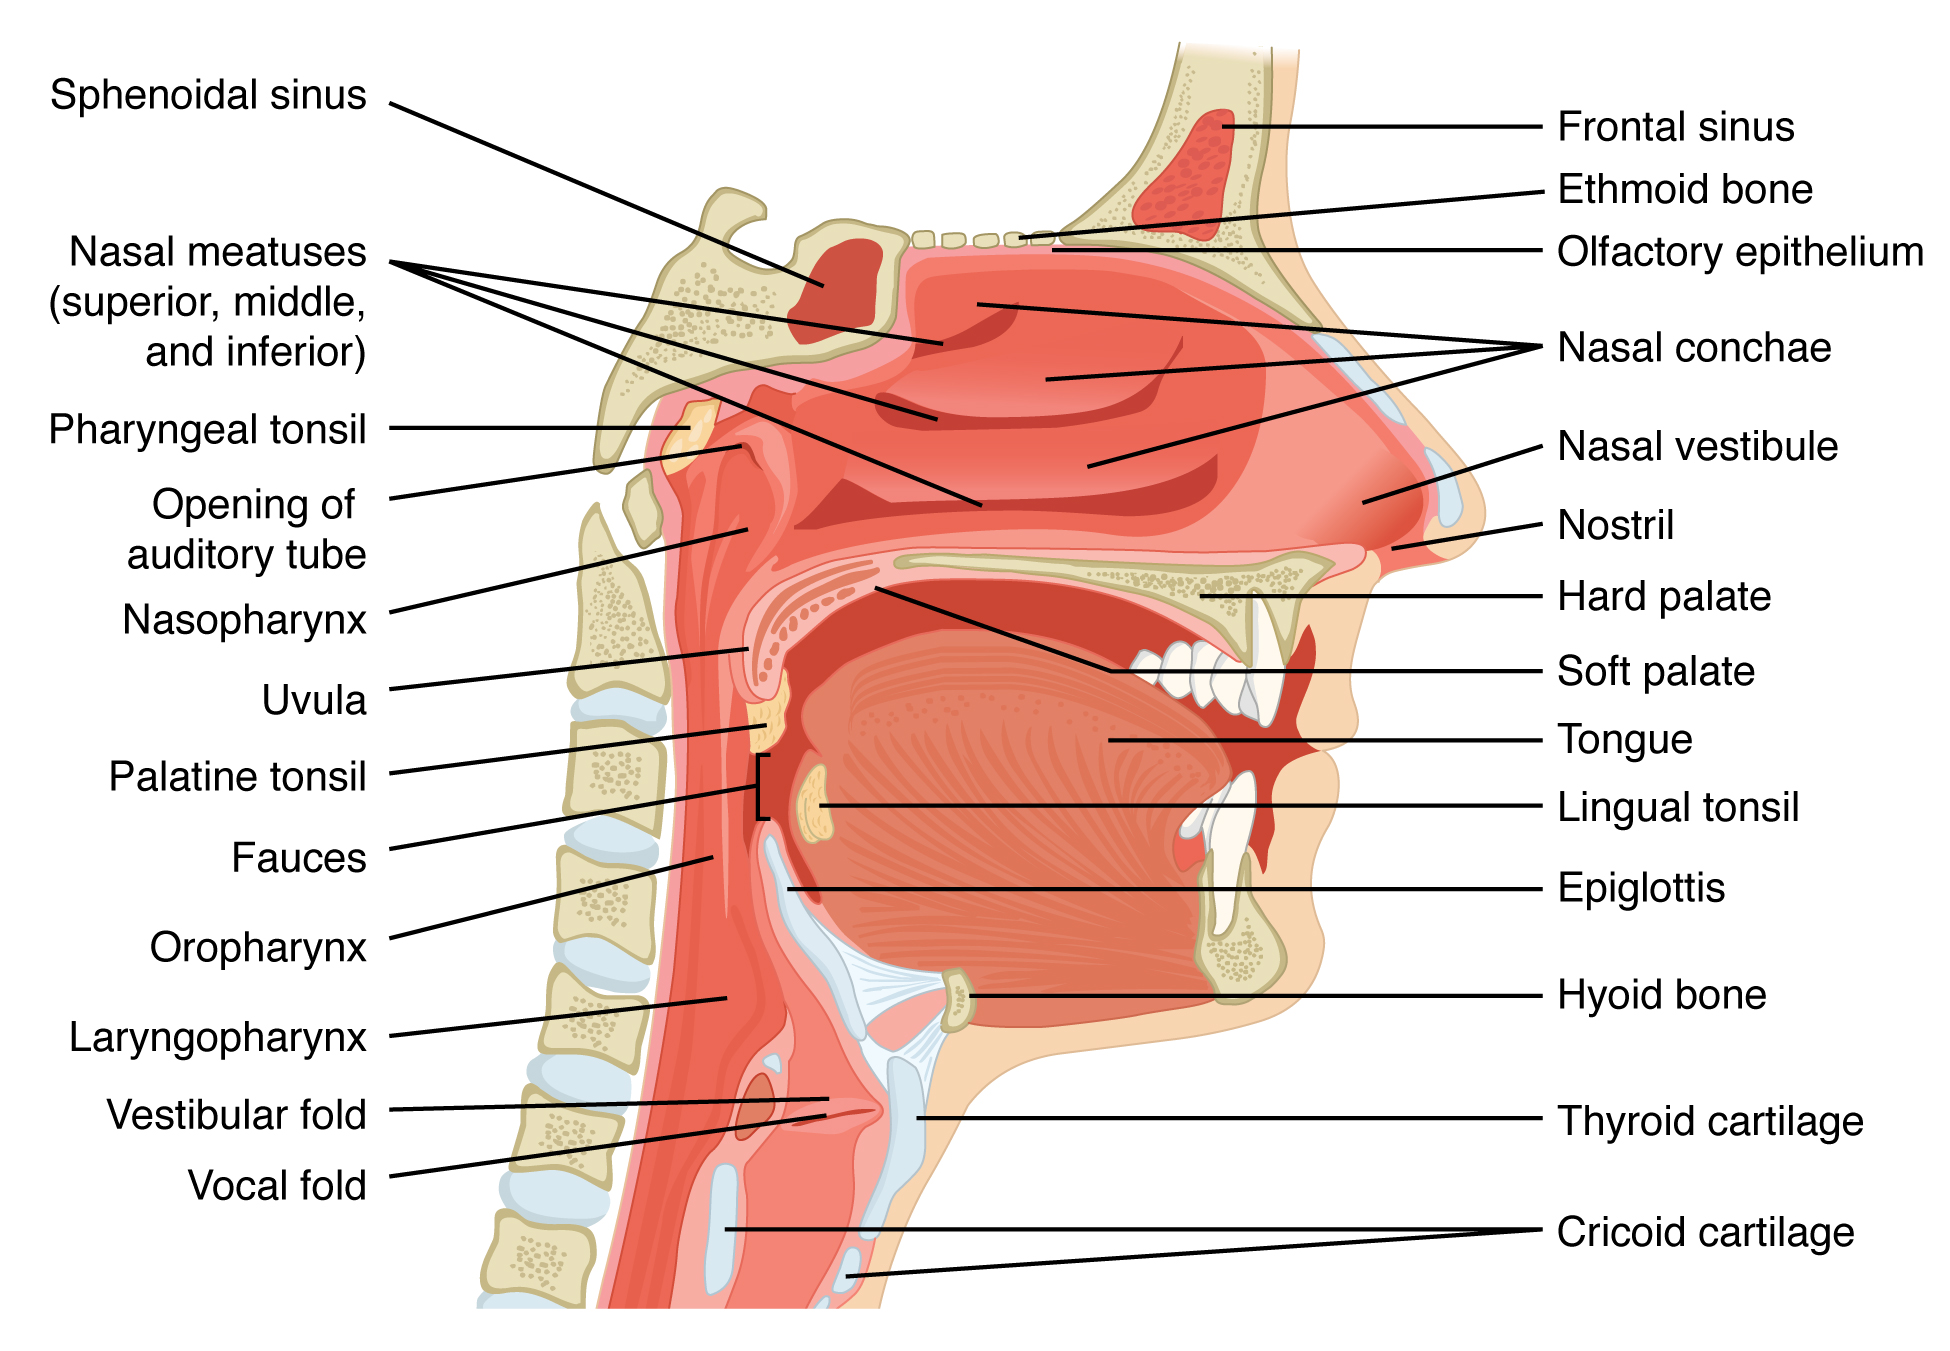 Sphenoidal sinus
Nasal meatuses
(superior, middle,
and inferior)
Pharyngeal tonsil
Opening of
auditory tube
Nasopharynx
Uvula
Palatine tonsil
Fauces
Oropharynx
Laryngopharynx
Vestibular fold
Vocal fold
Frontal sinus
Ethmoid bone
Olfactory epithelium
Nasal conchae
Nasal vestibule
Nostril
Hard palate
Soft palate
Tongue
Lingual tonsil
Epiglottis
Hyoid bone
Thyroid cartilage
Cricoid cartilage